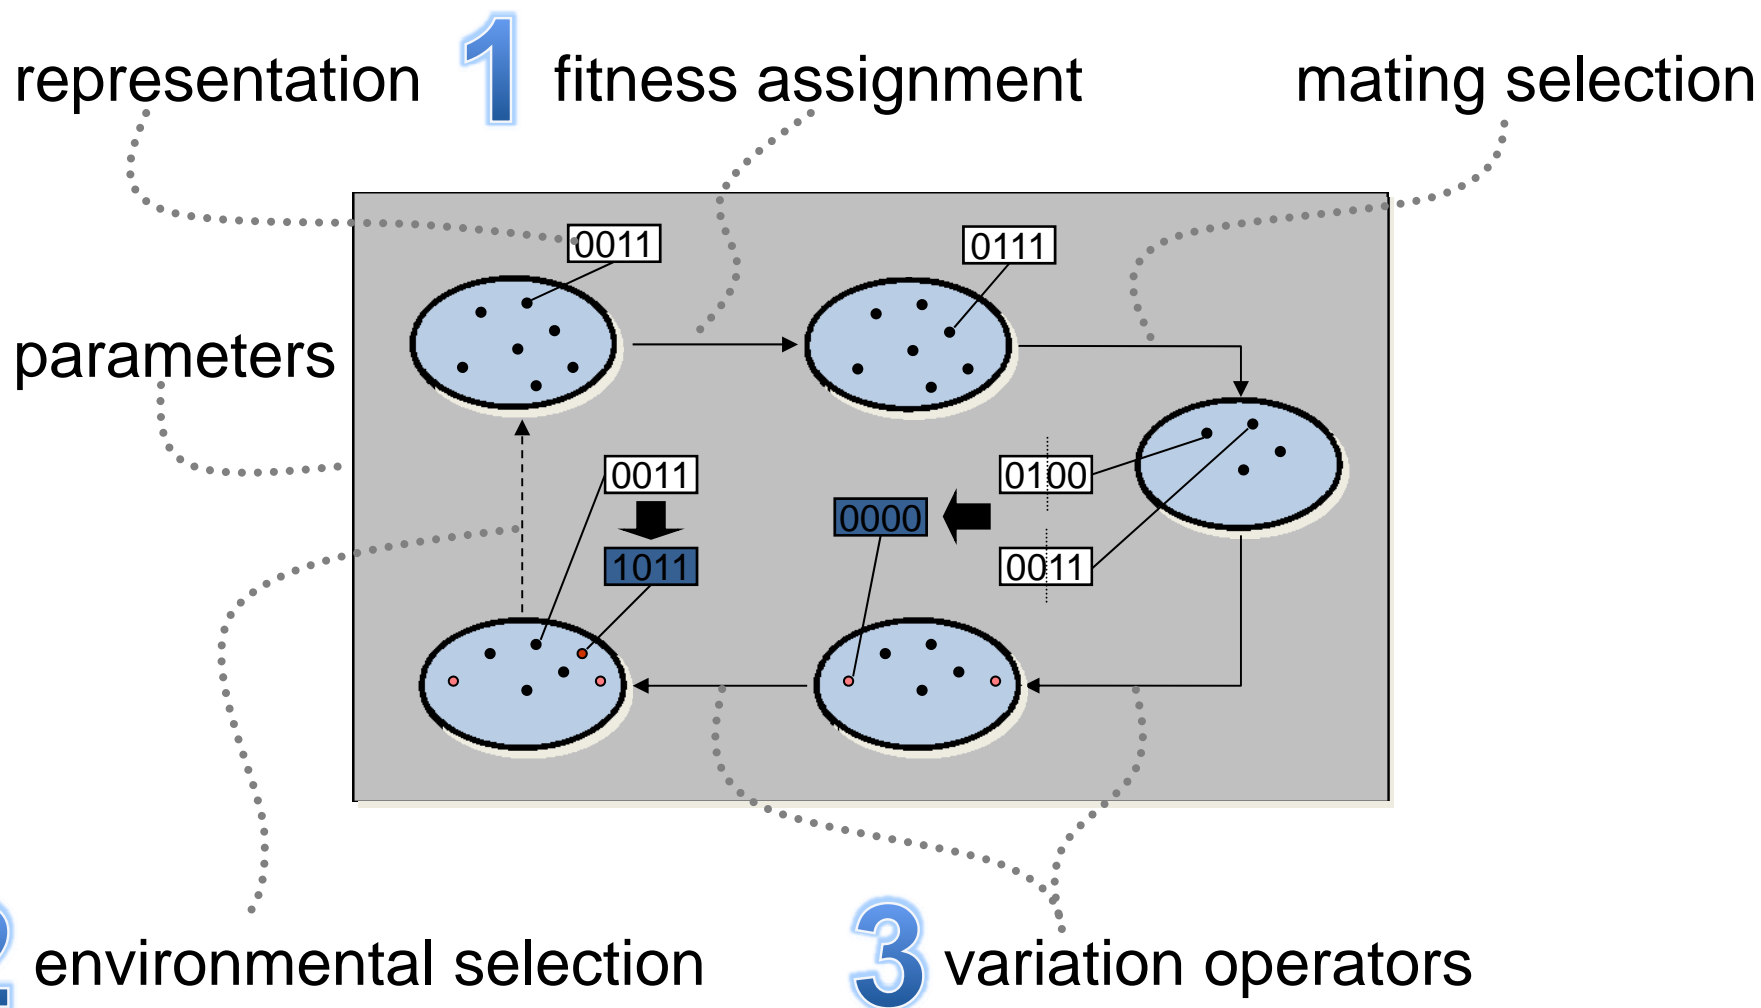 representation 1 fitness assignment mating selection
0011 0111
parameters
0011 0100
0000
1011 0011
2 environmental selection 3 variation operators